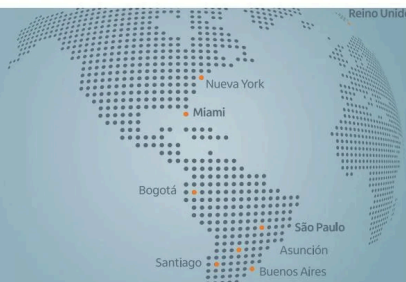 Reino Unido
Nueva York
Miami
Bogotá
São Paulo
Asunción
Santiago
Buenos Aires